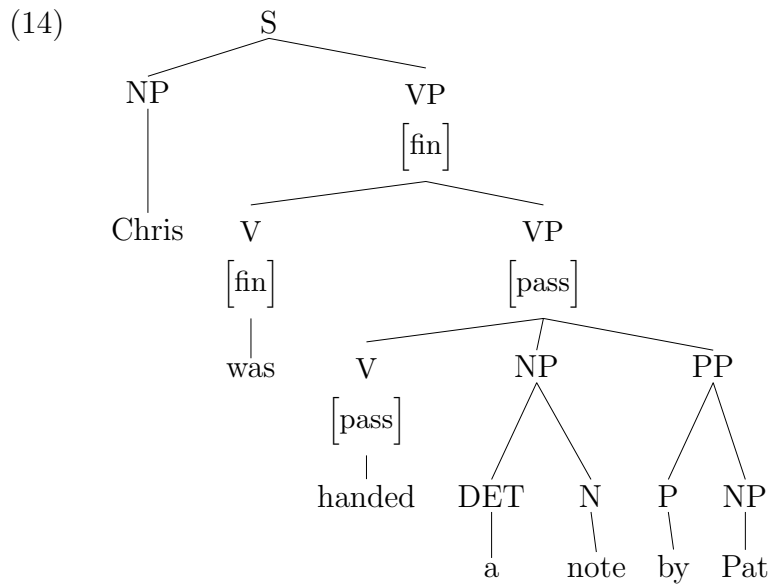 (14) S
NP VP
[fin]
Chris V VP
[fin] [pass]
was V NP PP
[pass]
handed DET N P NP
a note by Pat